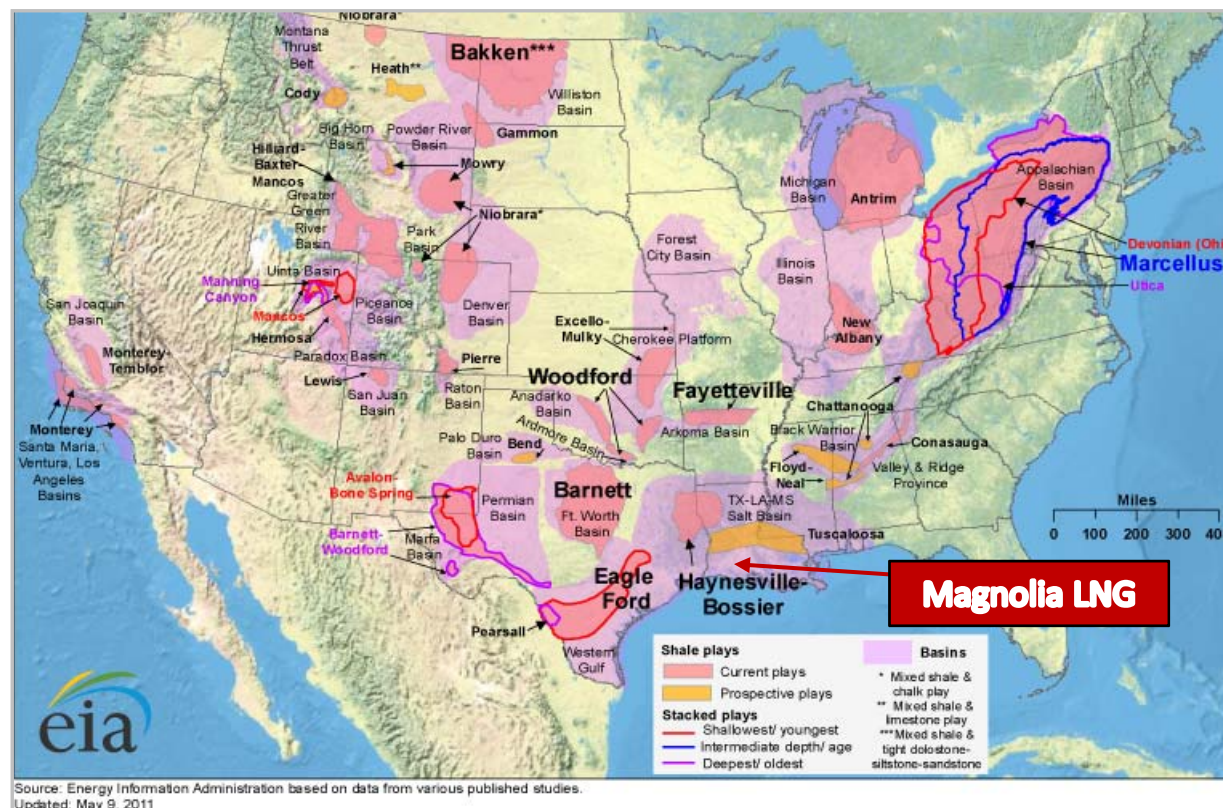 Niobrara*
Montana
Thrust
Belt
Bakken***
Heath**
Cody
Williston
Basin
Big Horn
Basin
Powder River
Basin
Gammon
Hilliard-
Baxter-
Mancos
Mowry
Greater
Green
River
Basin
Niobrara*
Park
Basin
Michigan
Basin
Antrim
Appalachian
Basin
Forest
City Basin
Illinois
Basin
Devonian (Ohi
Marcellus
Utica
Uinta Basin
Manning
Canyon
Mancos
Piceance
Basin
Denver
Basin
San Joaquin
Basin
Hermosa
Paradox Basin
Excello-
Mulky
Cherokee Platform
New
Albany
Monterey-
Temblor
Lewis
San Juan
Basin
Pierre
Raton
Basin
Woodford
Anadarko
Basin
Fayetteville
Arkoma Basin
Chattanooga
Monterey
Santa Maria,
Ventura, Los
Angeles
Basins
Palo Duro
Basin
Bend
Ardmore Basin
Black Warrior
Basin
Conasauga
Floyd-
Neal
Valley & Ridge
Province
Avalon-
Bone Spring
Permian
Basin
Barnett
Ft. Worth
Basin
TX-LA-MS
Salt Basin
Tuscaloosa
Miles
0 100 200 300 40
Barnett-
Woodford
Marfa
Basin
Eagle
Ford
Haynesville-
Bossier
Magnolia LNG
Pearsall
Western
Gulf
Shale plays
Current plays
Prospective plays
Stacked plays
Shallowest/ youngest
Intermediate depth/ age
Deepest/ oldest
Basins
* Mixed shale &
chalk play
** Mixed shale &
limestone play
***Mixed shale &
tight dolostone-
siltstone-sandstone
eia
Source: Energy Information Administration based on data from various published studies.
Updated: May 9, 2011